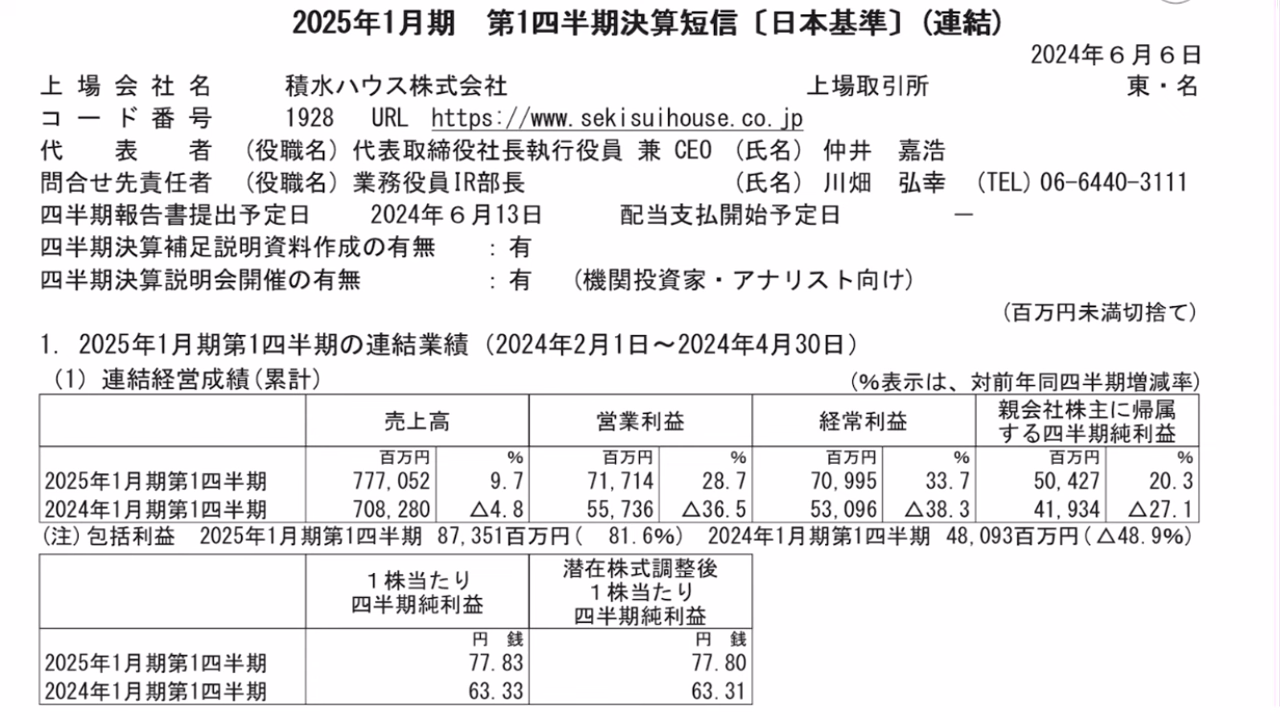 2025年1月期 第1四半期決算短信〔日本基準〕(連結)
2024年6月6日
上場会社名 積水ハウス株式会社 上場取引所 東・名
コード番号 1928 URL https://www.sekisuihouse.co.jp
代表者 (役職名) 代表取締役社長執行役員 兼 CEO (氏名) 仲井 嘉浩
問合せ先責任者 (役職名) 業務役員IR部長 (氏名) 川畑 弘幸 (TEL) 06-6440-3111
四半期報告書提出予定日 2024年6月13日 配当支払開始予定日 －
四半期決算補足説明資料作成の有無 : 有
四半期決算説明会開催の有無 : 有 (機関投資家・アナリスト向け)
(百万円未満切捨て)
1. 2025年1月期第1四半期の連結業績 (2024年2月1日～2024年4月30日)
(1) 連結経営成績(累計) (％表示は、対前年同四半期増減率)
売上高 営業利益 経常利益 親会社株主に帰属
する四半期純利益
百万円 ％ 百万円 ％ 百万円 ％ 百万円 ％
2025年1月期第1四半期 777,052 9.7 71,714 28.7 70,995 33.7 50,427 20.3
2024年1月期第1四半期 708,280 △4.8 55,736 △36.5 53,096 △38.3 41,934 △27.1
(注) 包括利益 2025年1月期第1四半期 87,351百万円( 81.6％) 2024年1月期第1四半期 48,093百万円(△48.9％)
1株当たり
四半期純利益
潜在株式調整後
1株当たり
四半期純利益
円 銭 円 銭
2025年1月期第1四半期 77.83 77.80
2024年1月期第1四半期 63.33 63.31